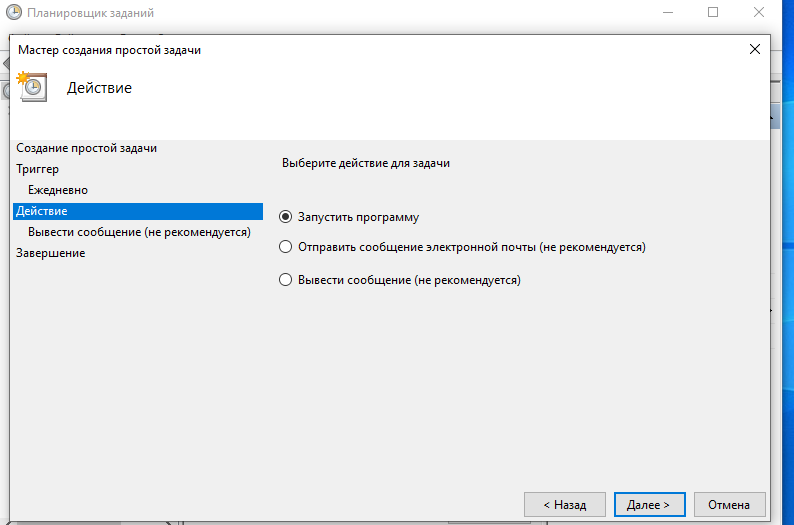 Планировщик заданий
Мастер создания простой задачи
Действие
Создание простой задачи
Триггер
Ежедневно
Действие
Вывести сообщение (не рекомендуется)
Завершение
Выберите действие для задачи
Запустить программу
Отправить сообщение электронной почты (не рекомендуется)
Вывести сообщение (не рекомендуется)
< Назад
Далее >
Отмена